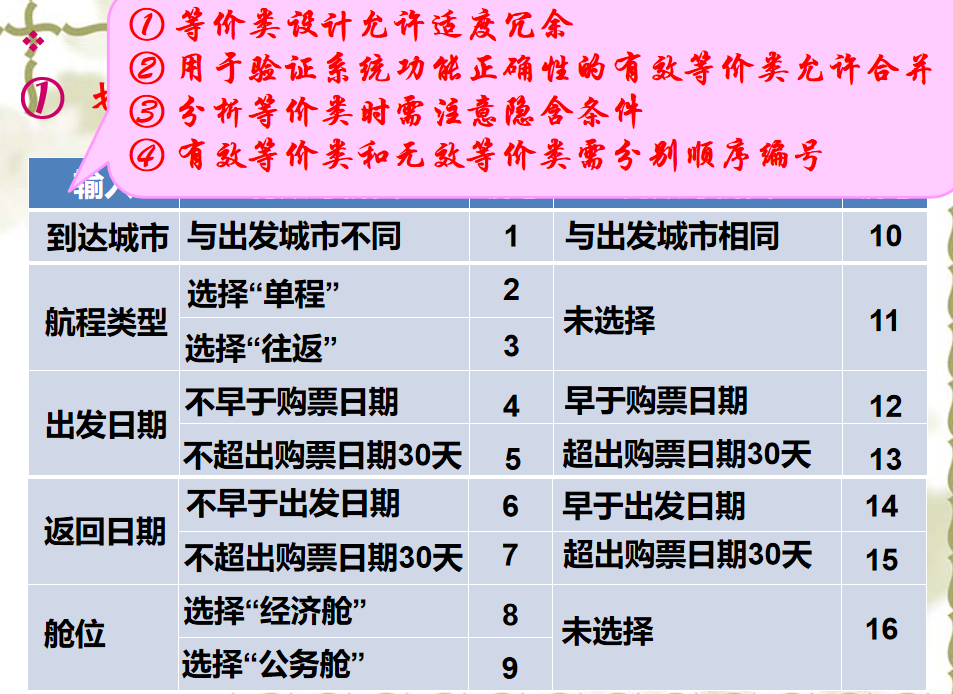 ① 等价类设计允许适度冗余
② 用于验证系统功能正确性的有效等价类允许合并
③ 分析等价类时需注意隐含条件
④ 有效等价类和无效等价类需分别顺序编号
①
输入
到达城市 与出发城市不同 1 与出发城市相同 10
航程类型 选择“单程” 2 未选择 11
选择“往返” 3
出发日期 不早于购票日期 4 早于购票日期 12
不超出购票日期30天 5 超出购票日期30天 13
返回日期 不早于出发日期 6 早于出发日期 14
不超出购票日期30天 7 超出购票日期30天 15
舱位 选择“经济舱” 8 未选择 16
选择“公务舱” 9